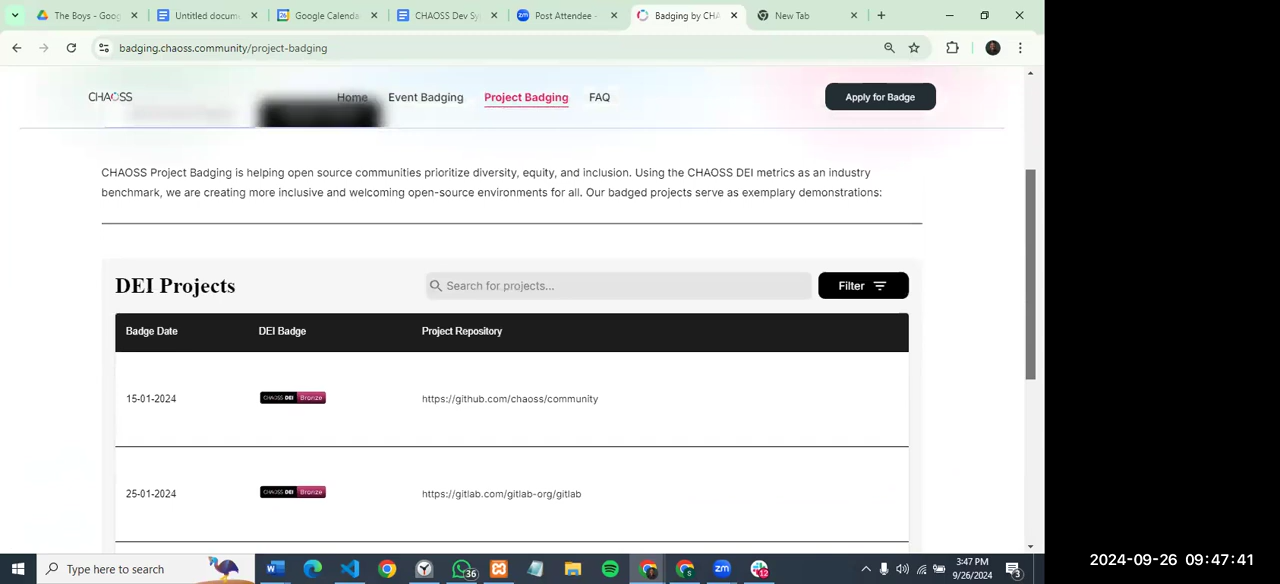 The Boys - Goog
Untitled docum
Google Calenda
CHAOSS Dev Sy
Post Attendee -
Badging by CHA
New Tab
badging.chaoss.community/project-badging
CHAOSS
Home
Event Badging
Project Badging
FAQ
Apply for Badge
CHAOSS Project Badging is helping open source communities prioritize diversity, equity, and inclusion. Using the CHAOSS DEI metrics as an industry
benchmark, we are creating more inclusive and welcoming open-source environments for all. Our badged projects serve as exemplary demonstrations:
DEI Projects
Search for projects...
Filter
Badge Date DEI Badge Project Repository
15-01-2024 CHAOSS DEI Bronze https://github.com/chaoss/community
25-01-2024 CHAOSS DEI Bronze https://gitlab.com/gitlab-org/gitlab
Type here to search
36
12
3:47 PM
9/26/2024
3
2024-09-26 09:47:41